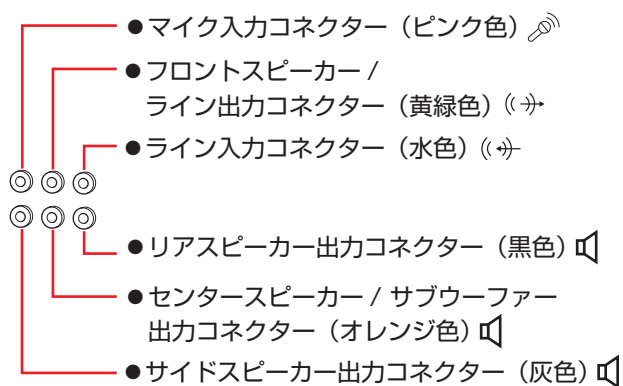 ●マイク入力コネクター（ピンク色）
●フロントスピーカー /
ライン出力コネクター（黄緑色）
●ライン入力コネクター（水色）
●リアスピーカー出力コネクター（黒色）
●センタースピーカー / サブウーファー
出力コネクター（オレンジ色）
●サイドスピーカー出力コネクター（灰色）